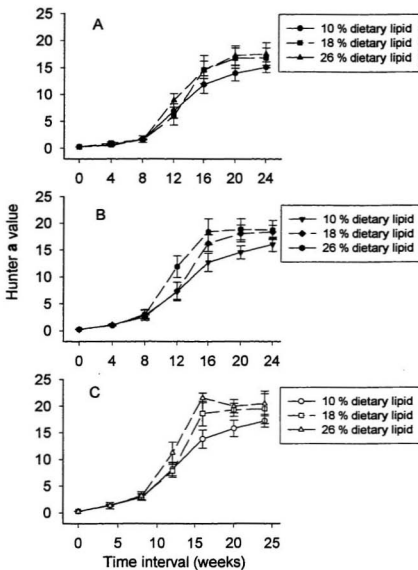 A
25
20
15
10
5
0
0 4 8 12 16 20 24
10 % dietary lipid
18 % dietary lipid
26 % dietary lipid
B
25
20
15
10
5
0
0 4 8 12 16 20 24
10 % dietary lipid
18 % dietary lipid
26 % dietary lipid
Hunter a value
C
25
20
15
10
5
0
0 5 10 15 20 25
10 % dietary lipid
18 % dietary lipid
26 % dietary lipid
Time interval (weeks)